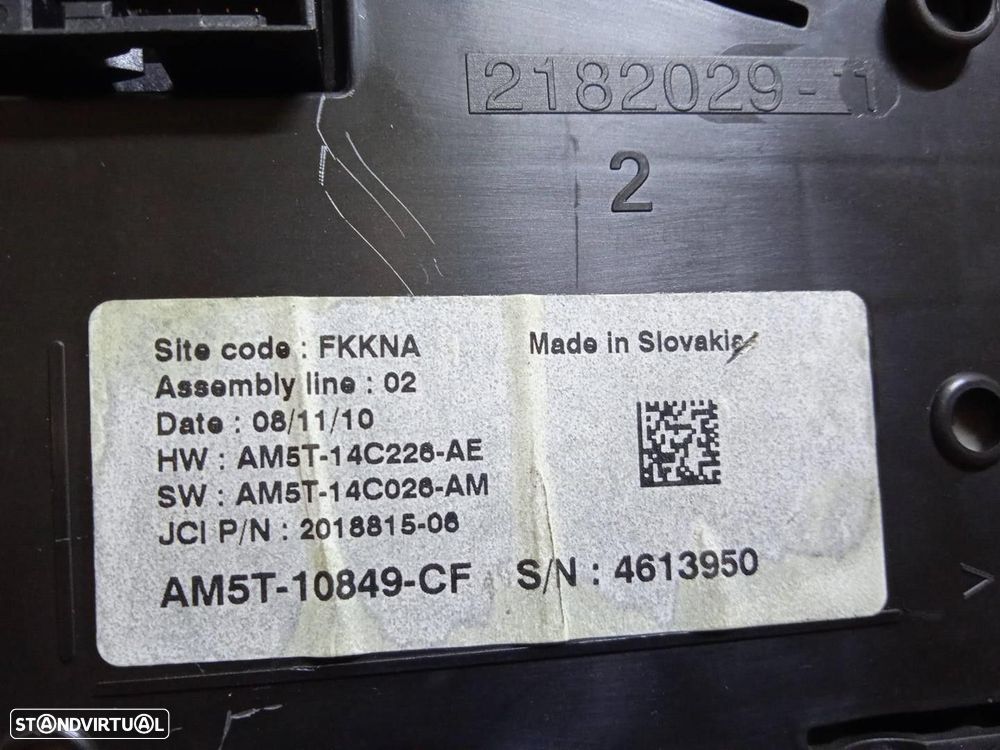 2182029-11
2
Site code : FKKNA
Made in Slovakia
Assembly line : 02
Date : 08/11/10
HW : AM5T-14C226-AE
SW : AM5T-14C026-AM
JCI P/N : 2018815-06
AM5T-10849-CF
S/N : 4613950
STANDVIRTUAL